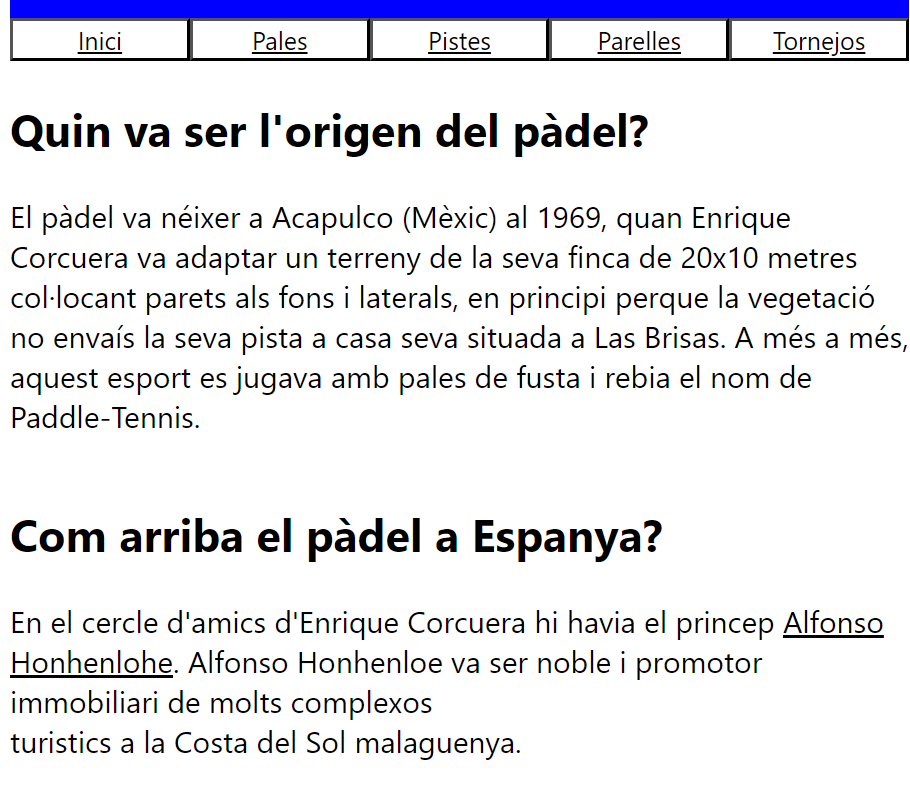 Inici Pales Pistes Parelles Tornejos
Quin va ser l'origen del pàdel?
El pàdel va néixer a Acapulco (Mèxic) al 1969, quan Enrique
Corcuera va adaptar un terreny de la seva finca de 20x10 metres
col·locant parets als fons i laterals, en principi perque la vegetació
no envaís la seva pista a casa seva situada a Las Brisas. A més a més,
aquest esport es jugava amb pales de fusta i rebia el nom de
Paddle-Tennis.
Com arriba el pàdel a Espanya?
En el cercle d'amics d'Enrique Corcuera hi havia el princep Alfonso
Honhenlohe. Alfonso Honhenloe va ser noble i promotor
immobiliari de molts complexos
turistics a la Costa del Sol malaguenya.